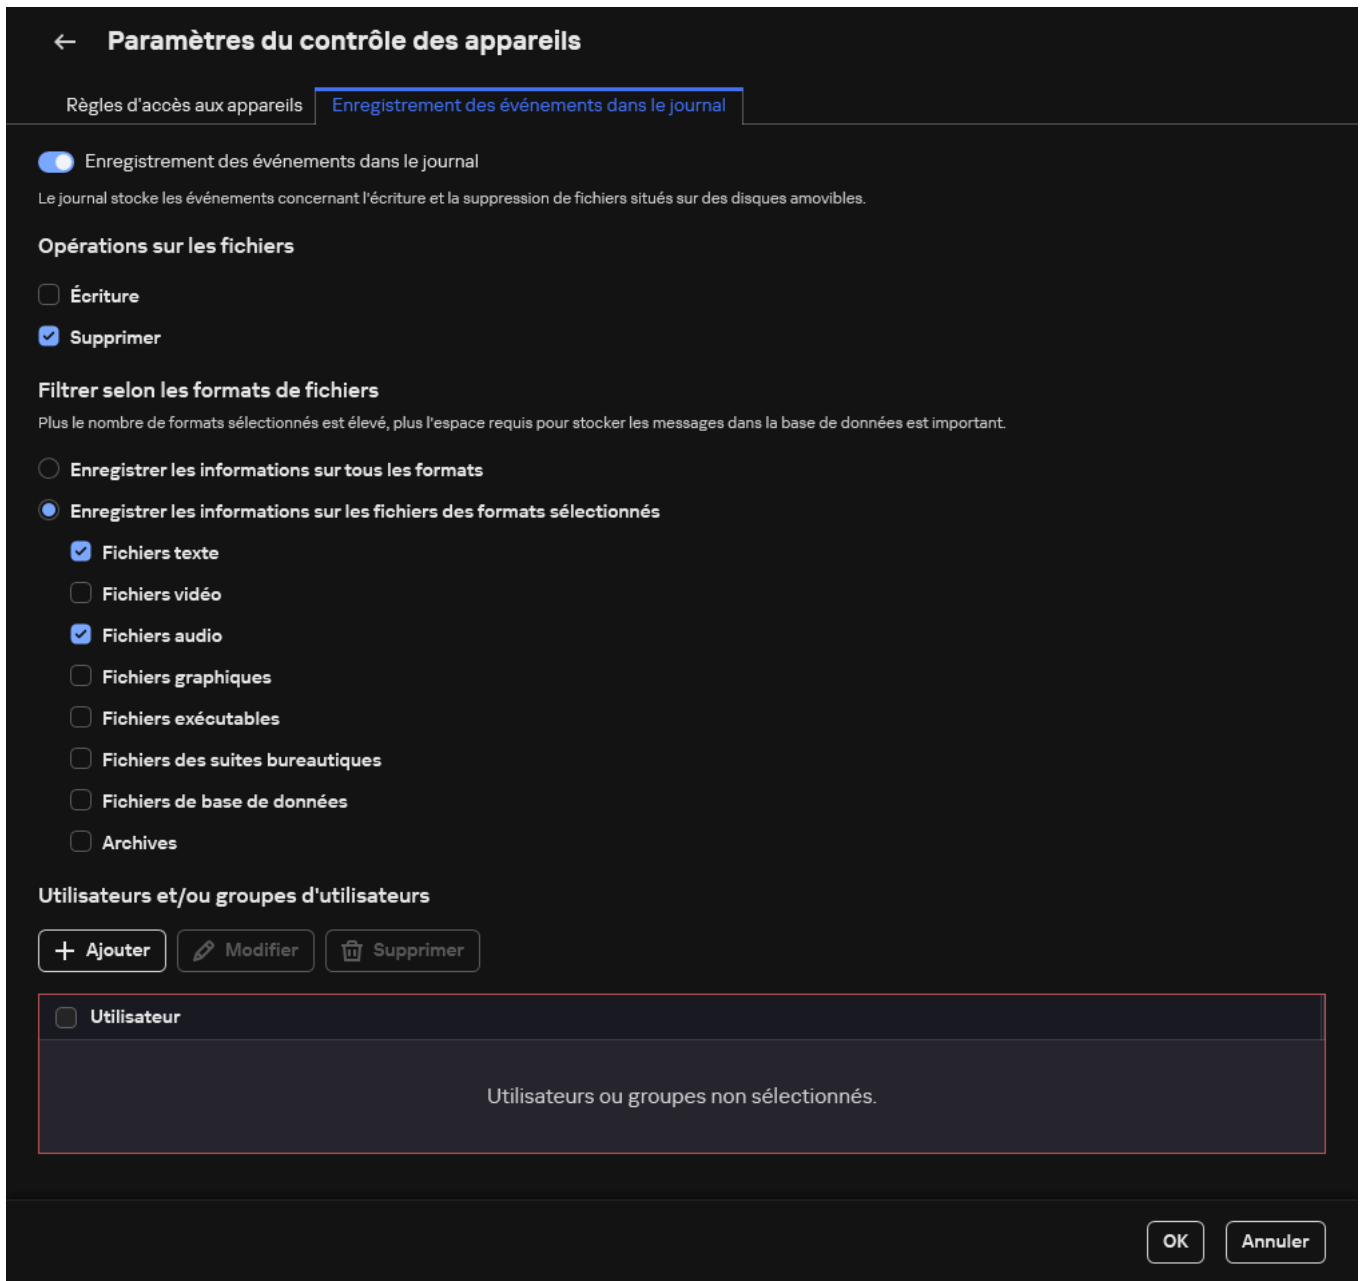 Paramètres du contrôle des appareils
Règles d'accès aux appareils
Enregistrement des événements dans le journal
Enregistrement des événements dans le journal
Le journal stocke les événements concernant l'écriture et la suppression de fichiers situés sur des disques amovibles.
Opérations sur les fichiers
Écriture
Supprimer
Filtrer selon les formats de fichiers
Plus le nombre de formats sélectionnés est élevé, plus l'espace requis pour stocker les messages dans la base de données est important.
Enregistrer les informations sur tous les formats
Enregistrer les informations sur les fichiers des formats sélectionnés
Fichiers texte
Fichiers vidéo
Fichiers audio
Fichiers graphiques
Fichiers exécutables
Fichiers des suites bureautiques
Fichiers de base de données
Archives
Utilisateurs et/ou groupes d'utilisateurs
Ajouter
Modifier
Supprimer
Utilisateur
Utilisateurs ou groupes non sélectionnés.
OK
Annuler